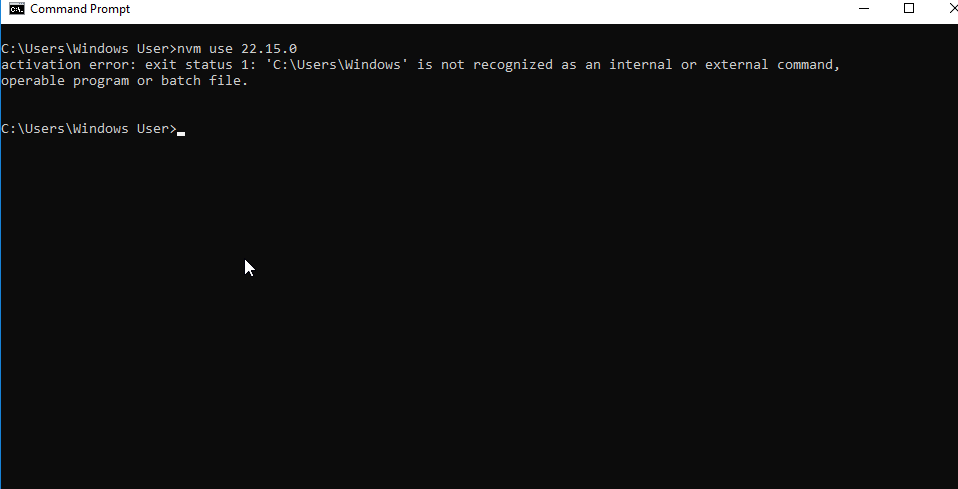 Command Prompt
C:\Users\Windows User>nvm use 22.15.0
activation error: exit status 1: 'C:\Users\Windows' is not recognized as an internal or external command,
operable program or batch file.
C:\Users\Windows User>